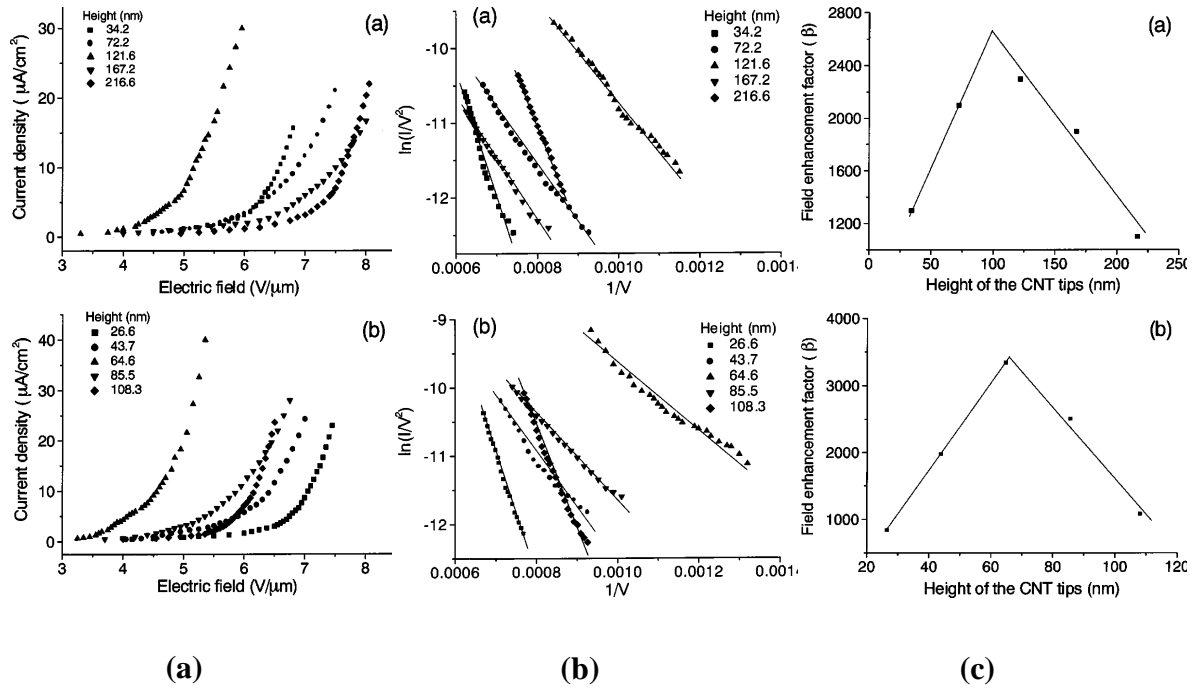 (a)
Height (nm)
34.2
72.2
121.6
167.2
216.6
Current density ( μA/cm²)
30
20
10
0
3 4 5 6 7 8
Electric field (V/μm)
(a)
Height (nm)
34.2
72.2
121.6
167.2
216.6
ln(I/V²)
-10
-11
-12
0.0006 0.0008 0.0010 0.0012 0.0014
1/V
(a)
Field enhancement factor ( β)
2800
2400
2000
1600
1200
0 50 100 150 200 250
Height of the CNT tips (nm)
(b)
Height (nm)
26.6
43.7
64.6
85.5
108.3
Current density ( μA/cm²)
40
30
20
10
0
3 4 5 6 7 8
Electric field (V/μm)
(b)
Height (nm)
26.6
43.7
64.6
85.5
108.3
ln(I/V²)
-9
-10
-11
-12
0.0006 0.0008 0.0010 0.0012 0.0014
1/V
(b)
Field enhancement factor ( β)
4000
3000
2000
1000
20 40 60 80 100 120
Height of the CNT tips (nm)
(a) (b) (c)